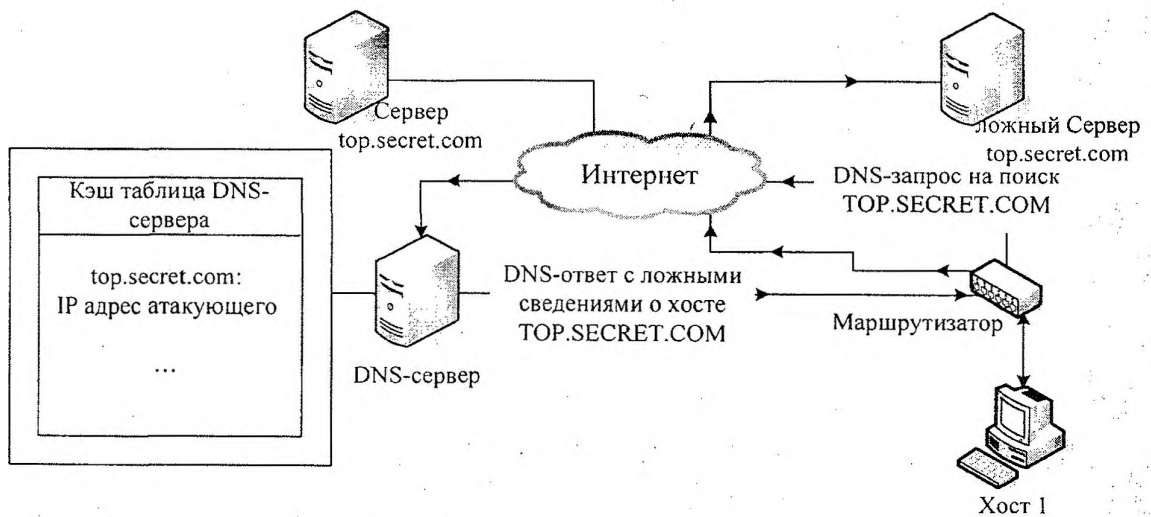 Сервер
top.secret.com
ложный Сервер
top.secret.com
Интернет
Кэш таблица DNS-
сервера
top.secret.com:
IP адрес атакующего
...
DNS-запрос на поиск
TOP.SECRET.COM
DNS-ответ с ложными
сведениями о хосте
TOP.SECRET.COM
Маршрутизатор
DNS-сервер
Хост 1